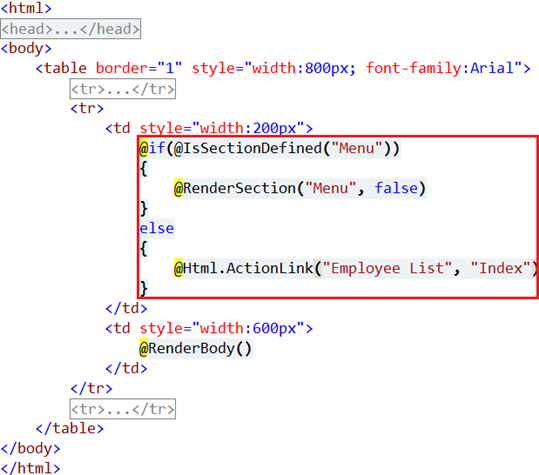 <html>
<head>...</head>
<body>
    <table border="1" style="width:800px; font-family:Arial">
        <tr>...</tr>
        <tr>
            <td style="width:200px">
                @if(@IsSectionDefined("Menu"))
                {
                    @RenderSection("Menu", false)
                }
                else
                {
                    @Html.ActionLink("Employee List", "Index")
                }
            </td>
            <td style="width:600px">
                @RenderBody()
            </td>
        </tr>
        <tr>...</tr>
    </table>
</body>
</html>